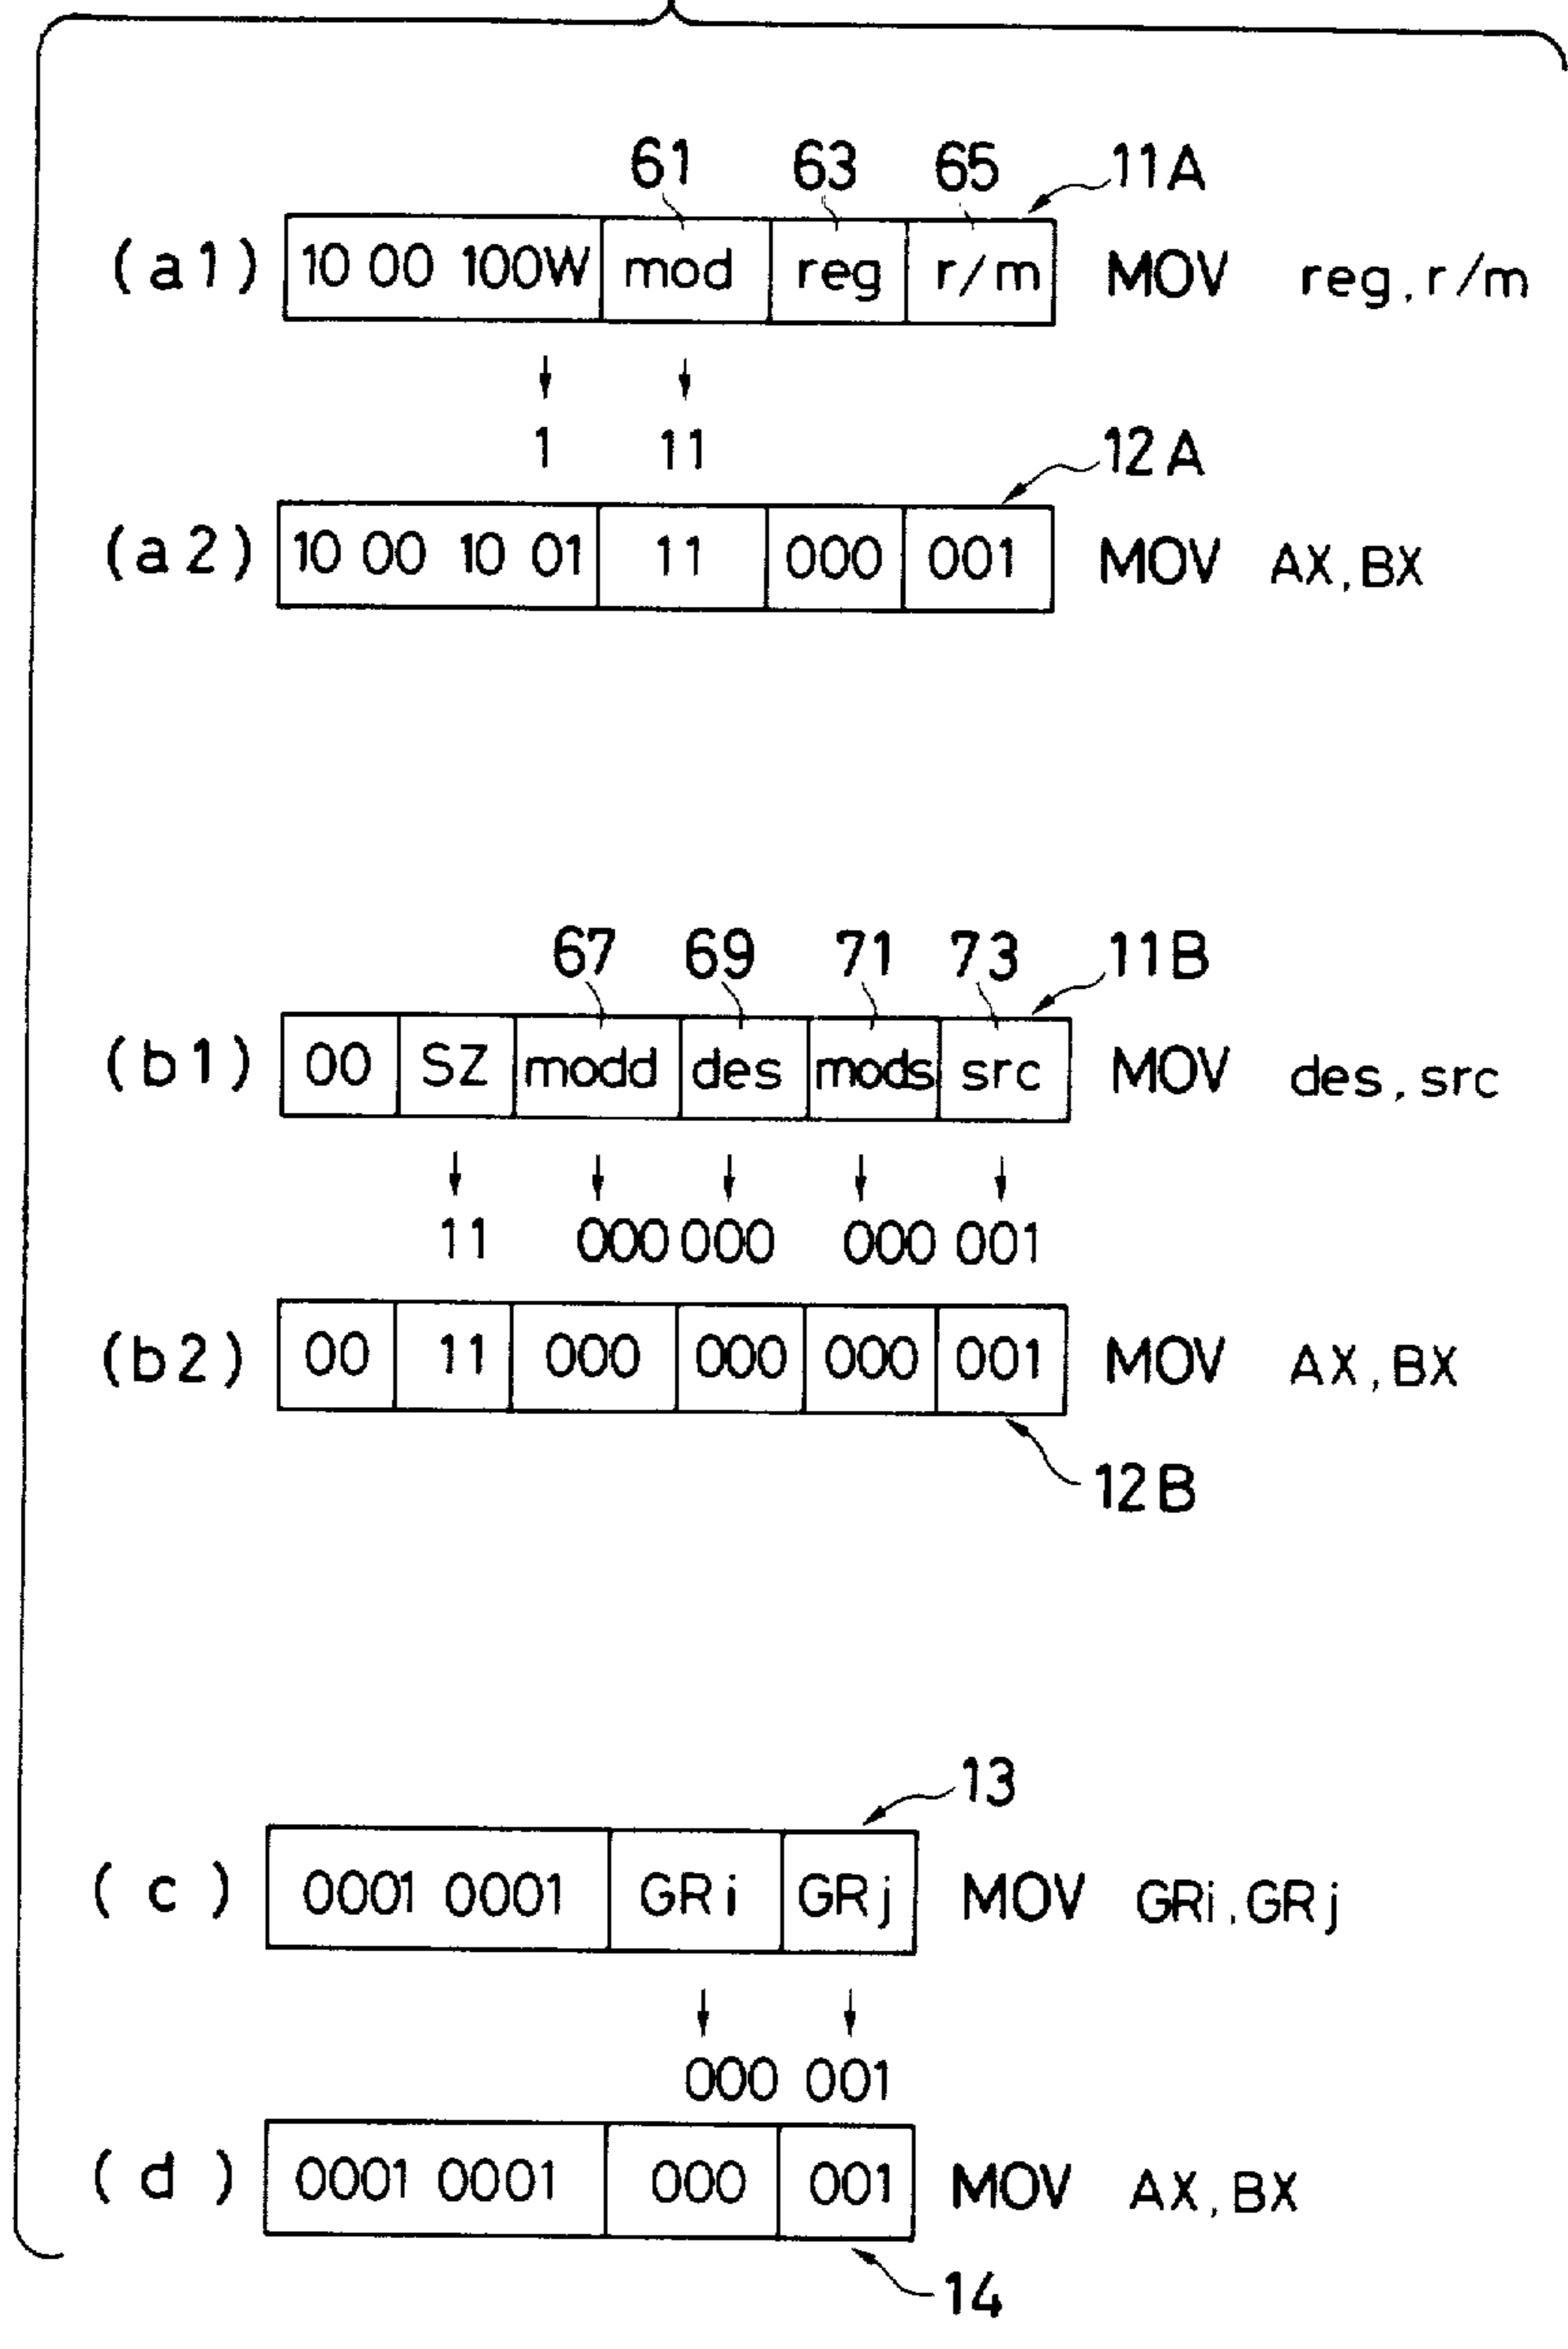 61 63 65 11A
(a1) 10 00 100W mod reg r/m MOV reg,r/m
1 11 12A
(a2) 10 00 10 01 11 000 001 MOV AX,BX
67 69 71 73 11B
(b1) 00 SZ modd des mods src MOV des,src
11 000 000 000 001
(b2) 00 11 000 000 000 001 MOV AX,BX
12B
13
(c) 0001 0001 GRi GRj MOV GRi,GRj
000 001
(d) 0001 0001 000 001 MOV AX,BX
14